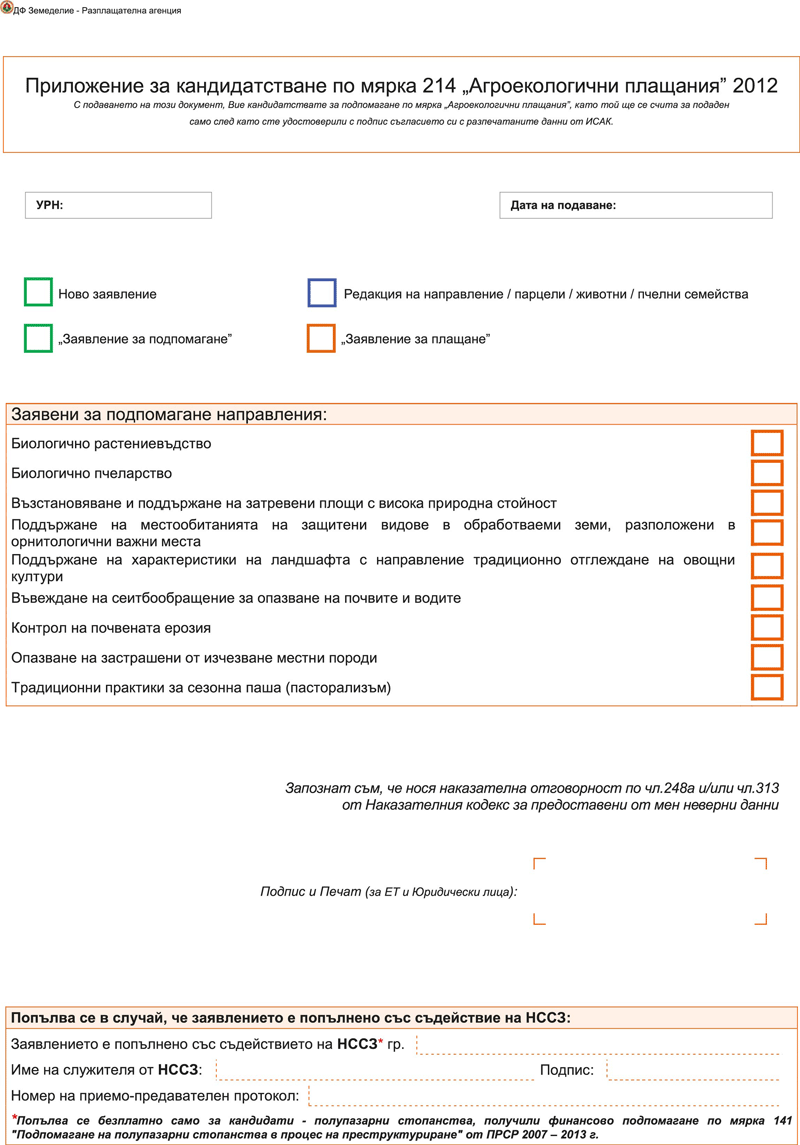 ДФ Земеделие - Разплащателна агенция
Приложение за кандидатстване по мярка 214 „Агроекологични плащания” 2012
С подаването на този документ, Вие кандидатствате за подпомагане по мярка „Агроекологични плащания”, като той ще се счита за подаден
само след като сте удостоверили с подпис съгласието си с разпечатаните данни от ИСАК.
УРН:
Дата на подаване:
Ново заявление
Редакция на направление / парцели / животни / пчелни семейства
„Заявление за подпомагане”
„Заявление за плащане”
Заявени за подпомагане направления:
Биологично растениевъдство
Биологично пчеларство
Възстановяване и поддържане на затревени площи с висока природна стойност
Поддържане на местообитанията на защитени видове в обработваеми земи, разположени в
орнитологични важни места
Поддържане на характеристики на ландшафта с направление традиционно отглеждане на овощни
култури
Въвеждане на сеитбообращение за опазване на почвите и водите
Контрол на почвената ерозия
Опазване на застрашени от изчезване местни породи
Традиционни практики за сезонна паша (пасторализъм)
Запознат съм, че нося наказателна отговорност по чл.248а и/или чл.313
от Наказателния кодекс за предоставени от мен неверни данни
Подпис и Печат (за ЕТ и Юридически лица):
Попълва се в случай, че заявлението е попълнено със съдействие на НССЗ:
Заявлението е попълнено със съдействието на НССЗ* гр.
Име на служителя от НССЗ:
Подпис:
Номер на приемо-предавателен протокол:
*Попълва се безплатно само за кандидати - полупазарни стопанства, получили финансово подпомагане по мярка 141
"Подпомагане на полупазарни стопанства в процес на преструктуриране" от ПРСР 2007 – 2013 г.